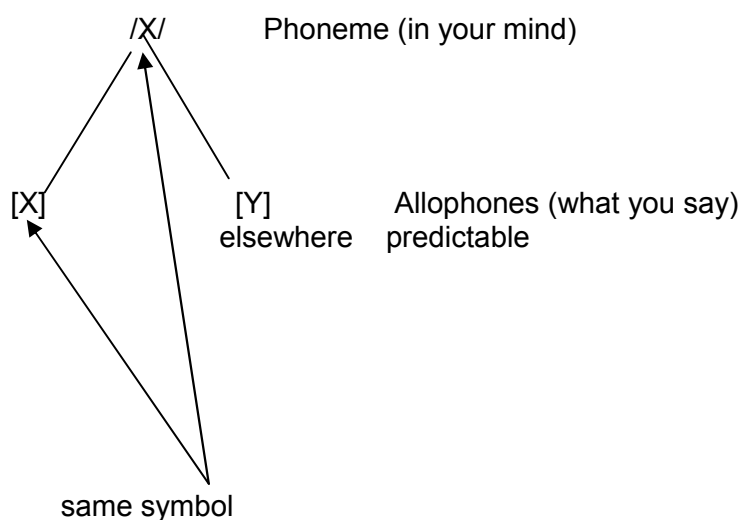 /X/ Phoneme (in your mind)
[X] [Y] Allophones (what you say)
elsewhere predictable
same symbol